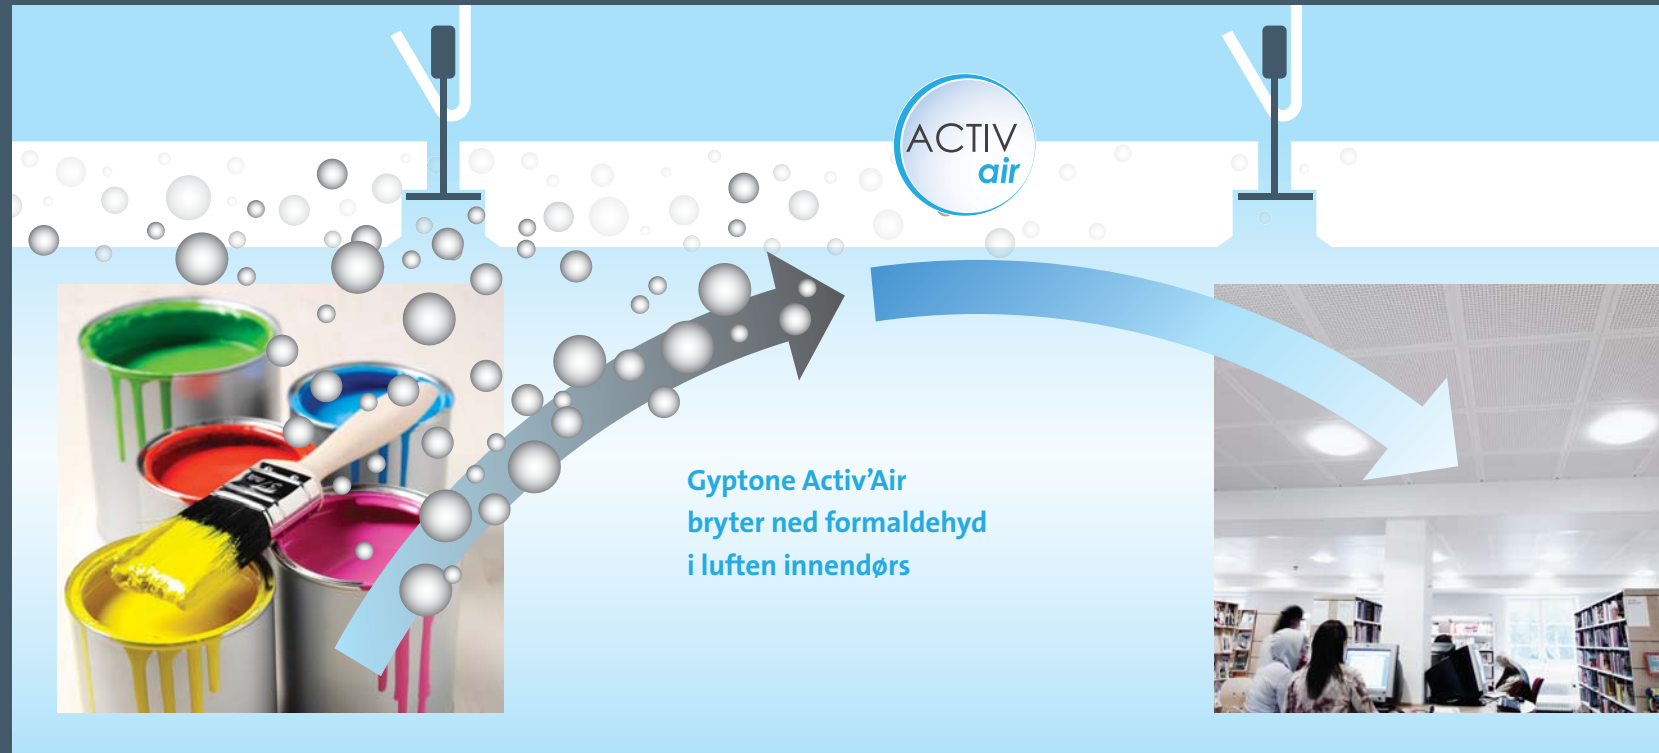 ACTIV
air
Gyptone Activ’Air
bryter ned formaldehyd
i luften innendørs